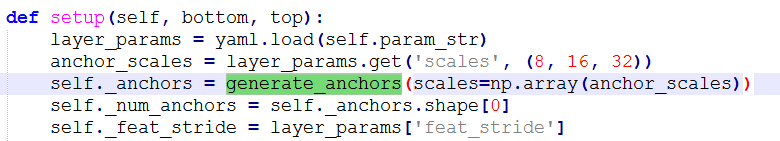 def setup(self, bottom, top):
layer_params = yaml.load(self.param_str)
anchor_scales = layer_params.get('scales', (8, 16, 32))
self._anchors = generate_anchors(scales=np.array(anchor_scales))
self._num_anchors = self._anchors.shape[0]
self._feat_stride = layer_params['feat_stride']